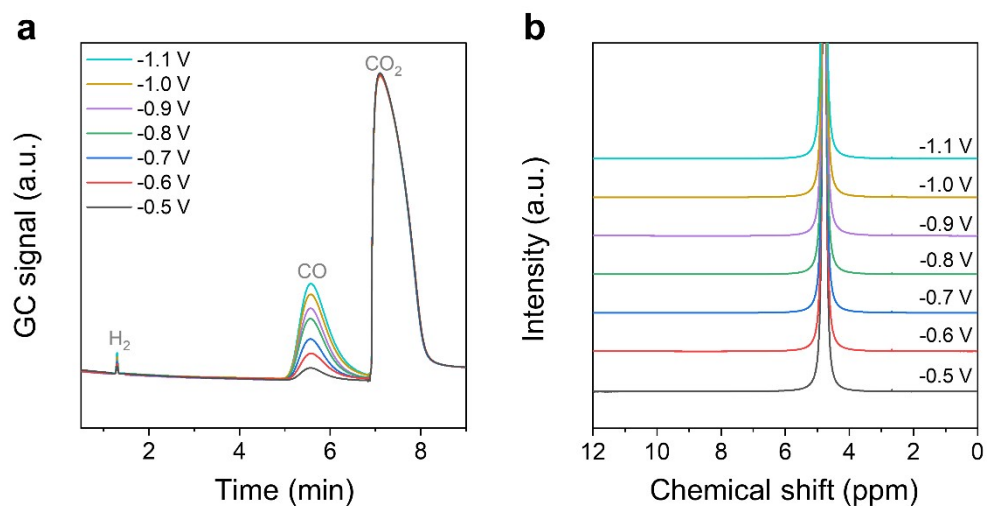 a
-1.1 V
-1.0 V
-0.9 V
-0.8 V
-0.7 V
-0.6 V
-0.5 V
H₂
CO
CO₂
GC signal (a.u.)
2
4
6
8
Time (min)
b
-1.1 V
-1.0 V
-0.9 V
-0.8 V
-0.7 V
-0.6 V
-0.5 V
Intensity (a.u.)
12
10
8
6
4
2
0
Chemical shift (ppm)